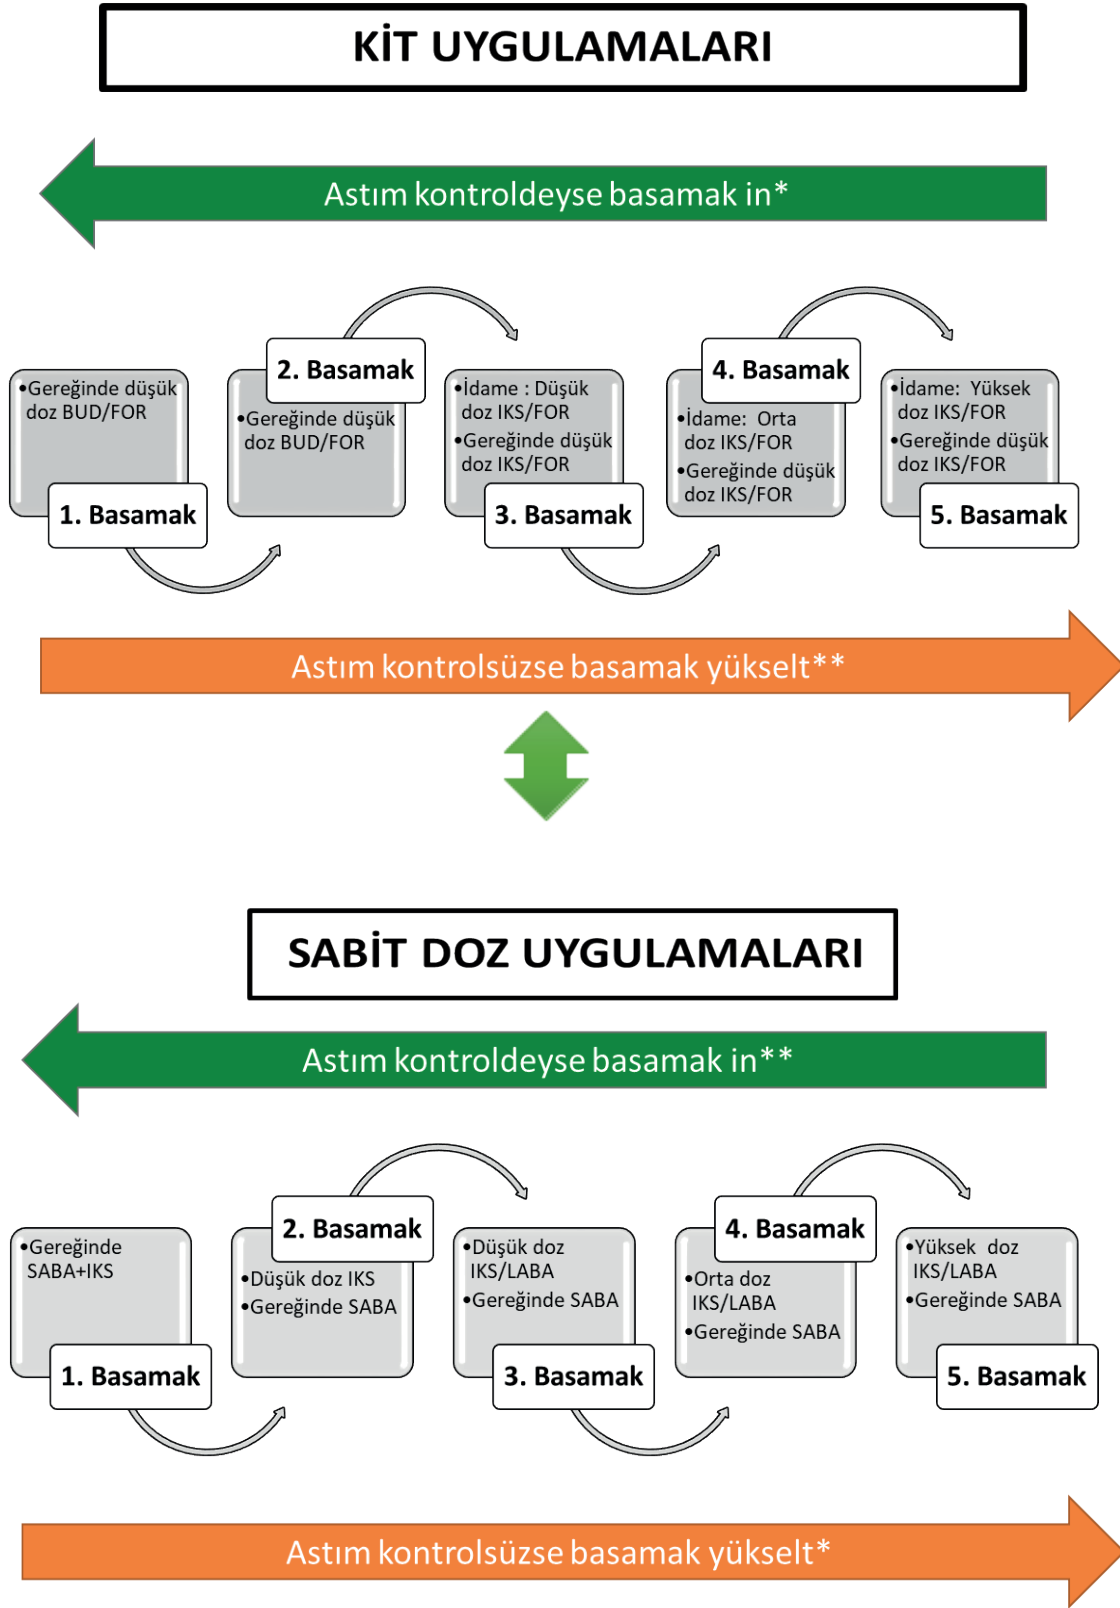 KİT UYGULAMALARI
Astım kontroldeyse basamak in*
•Gereğinde düşük
doz BUD/FOR
1. Basamak
2. Basamak
•Gereğinde düşük
doz BUD/FOR
•İdame : Düşük
doz IKS/FOR
•Gereğinde düşük
doz IKS/FOR
3. Basamak
4. Basamak
•İdame: Orta
doz IKS/FOR
•Gereğinde düşük
doz IKS/FOR
•İdame: Yüksek
doz IKS/FOR
•Gereğinde düşük
doz IKS/FOR
5. Basamak
Astım kontrolsüzse basamak yükselt**
SABİT DOZ UYGULAMALARI
Astım kontroldeyse basamak in**
•Gereğinde
SABA+IKS
1. Basamak
2. Basamak
•Düşük doz IKS
•Gereğinde SABA
•Düşük doz
IKS/LABA
•Gereğinde SABA
3. Basamak
4. Basamak
•Orta doz
IKS/LABA
•Gereğinde SABA
•Yüksek doz
IKS/LABA
•Gereğinde SABA
5. Basamak
Astım kontrolsüzse basamak yükselt*